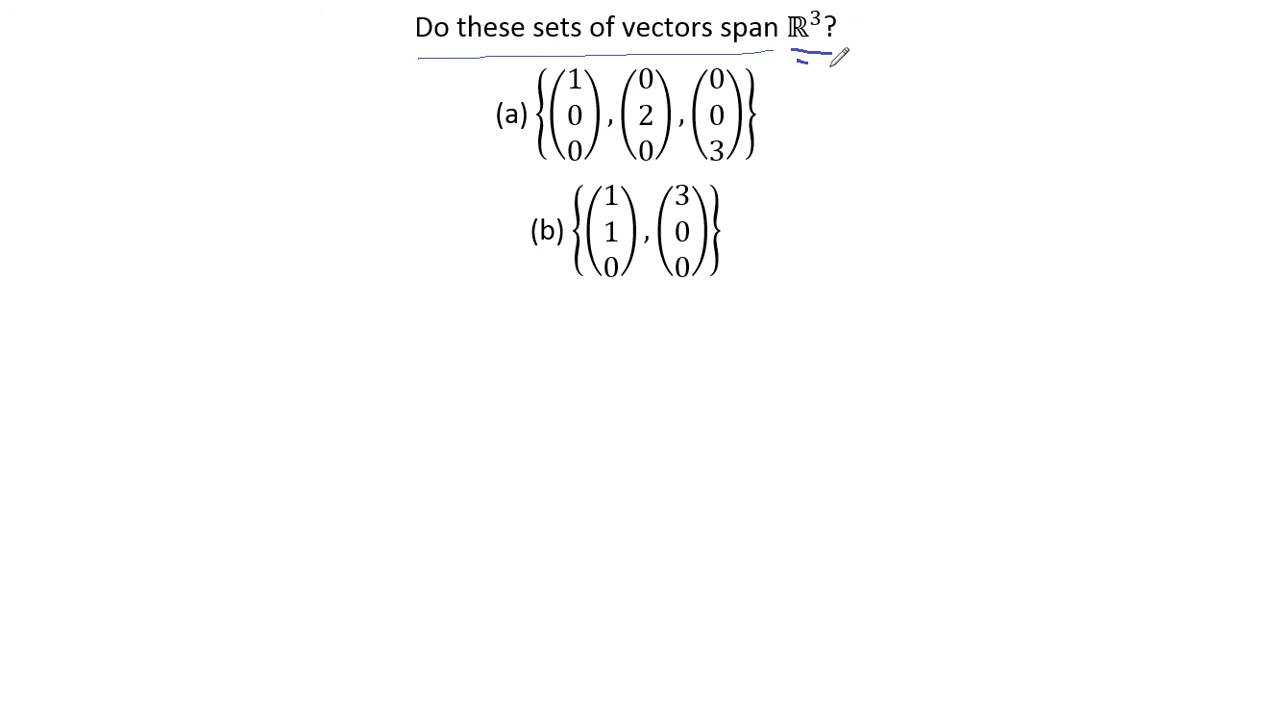 Do these sets of vectors span ℝ³?
(a) {(1 0 0), (0 2 0), (0 0 3)}
(b) {(1 1 0), (3 0 0)}